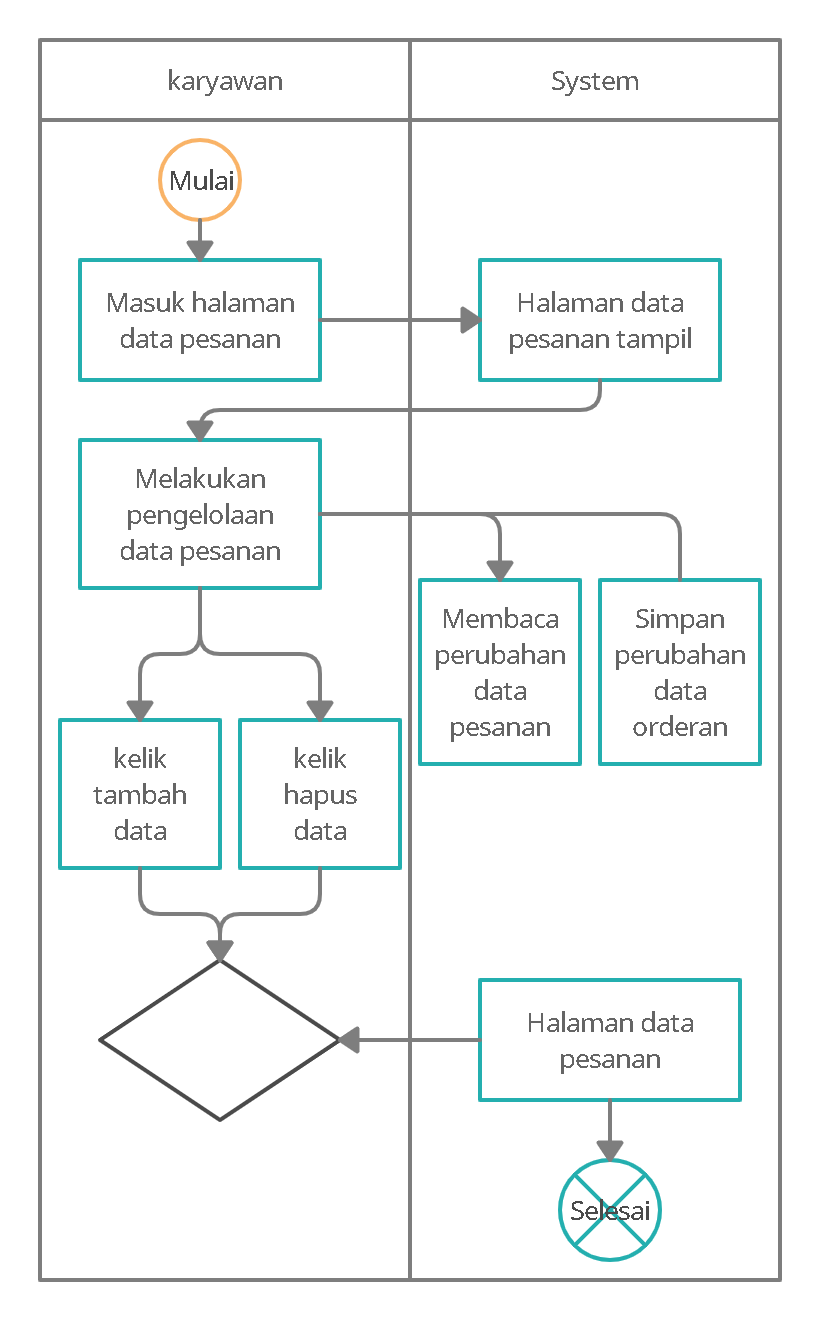 karyawan
System
Mulai
Masuk halaman
data pesanan
Halaman data
pesanan tampil
Melakukan
pengelolaan
data pesanan
Membaca
perubahan
data
pesanan
Simpan
perubahan
data
orderan
kelik
tambah
data
kelik
hapus
data
Halaman data
pesanan
Selesai